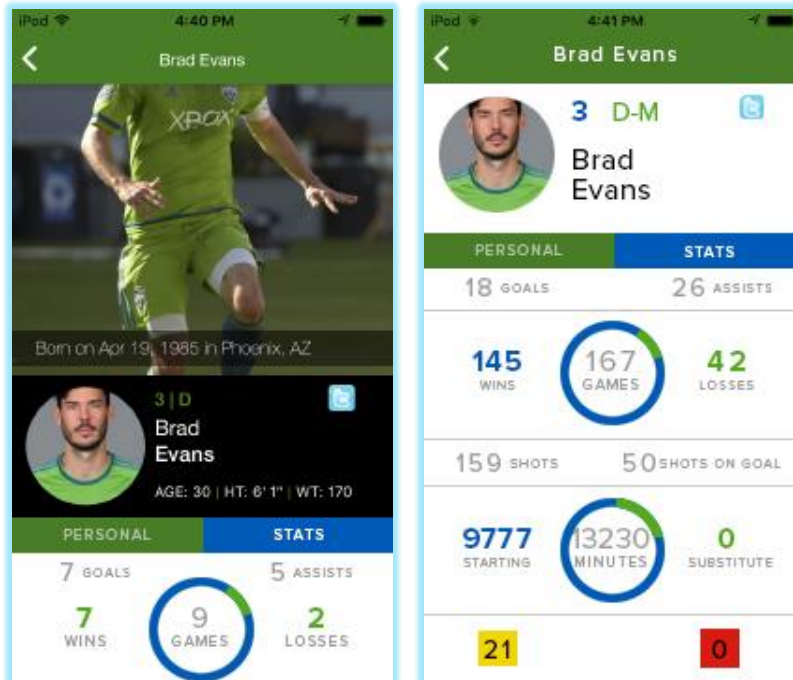 iPod 4:40 PM
Brad Evans
XBOX
Born on Apr 19, 1985 in Phoenix, AZ
3 | D
Brad
Evans
AGE: 30 | HT: 6' 1" | WT: 170
PERSONAL STATS
7 GOALS 5 ASSISTS
7 9 2
WINS GAMES LOSSES
iPod 4:41 PM
Brad Evans
3 D-M
Brad
Evans
PERSONAL STATS
18 GOALS 26 ASSISTS
145 167 42
WINS GAMES LOSSES
159 SHOTS 50 SHOTS ON GOAL
9777 13230 0
STARTING MINUTES SUBSTITUTE
21 0